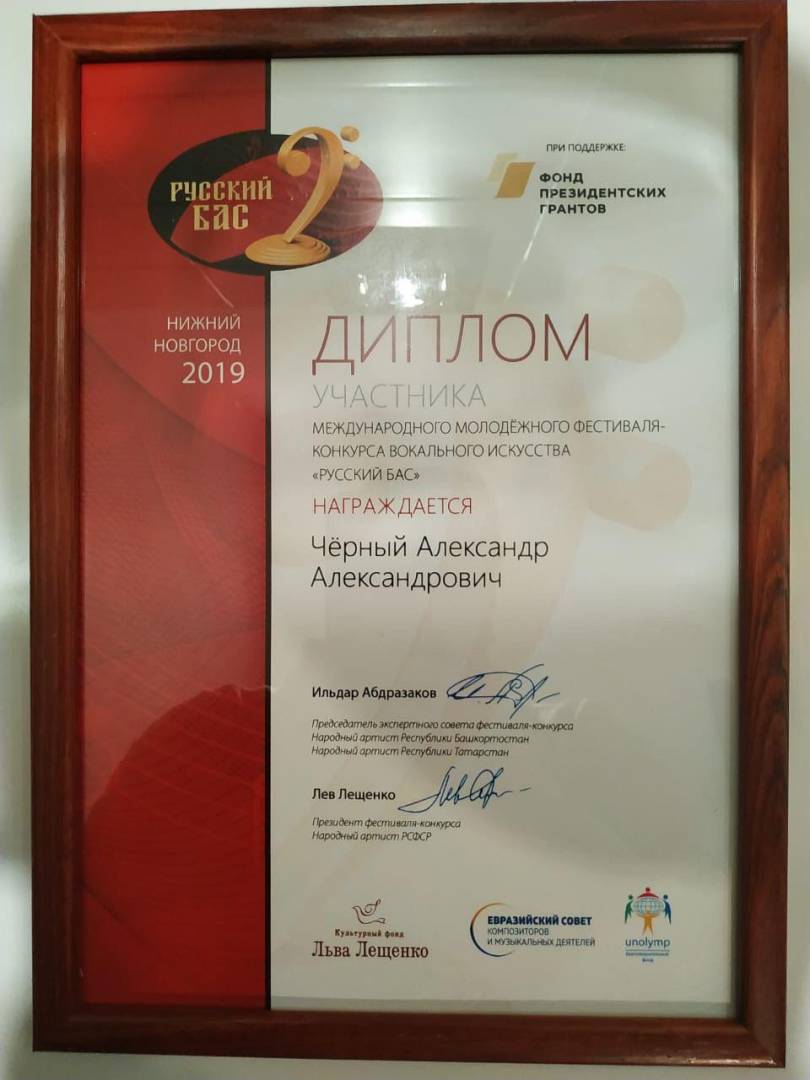 РУССКИЙ
БАС
ПРИ ПОДДЕРЖКЕ:
ФОНД
ПРЕЗИДЕНТСКИХ
ГРАНТОВ
НИЖНИЙ
НОВГОРОД
2019
ДИПЛОМ
УЧАСТНИКА
МЕЖДУНАРОДНОГО МОЛОДЁЖНОГО ФЕСТИВАЛЯ-
КОНКУРСА ВОКАЛЬНОГО ИСКУССТВА
«РУССКИЙ БАС»
НАГРАЖДАЕТСЯ
Чёрный Александр
Александрович
Ильдар Абдразаков
Председатель экспертного совета фестиваля-конкурса
Народный артист Республики Башкортостан
Народный артист Республики Татарстан
Лев Лещенко
Президент фестиваля-конкурса
Народный артист РСФСР
Культурный фонд
Льва Лещенко
ЕВРАЗИЙСКИЙ СОВЕТ
КОМПОЗИТОРОВ
И МУЗЫКАЛЬНЫХ ДЕЯТЕЛЕЙ
unolymp
БЛАГОТВОРИТЕЛЬНЫЙ
ФОНД